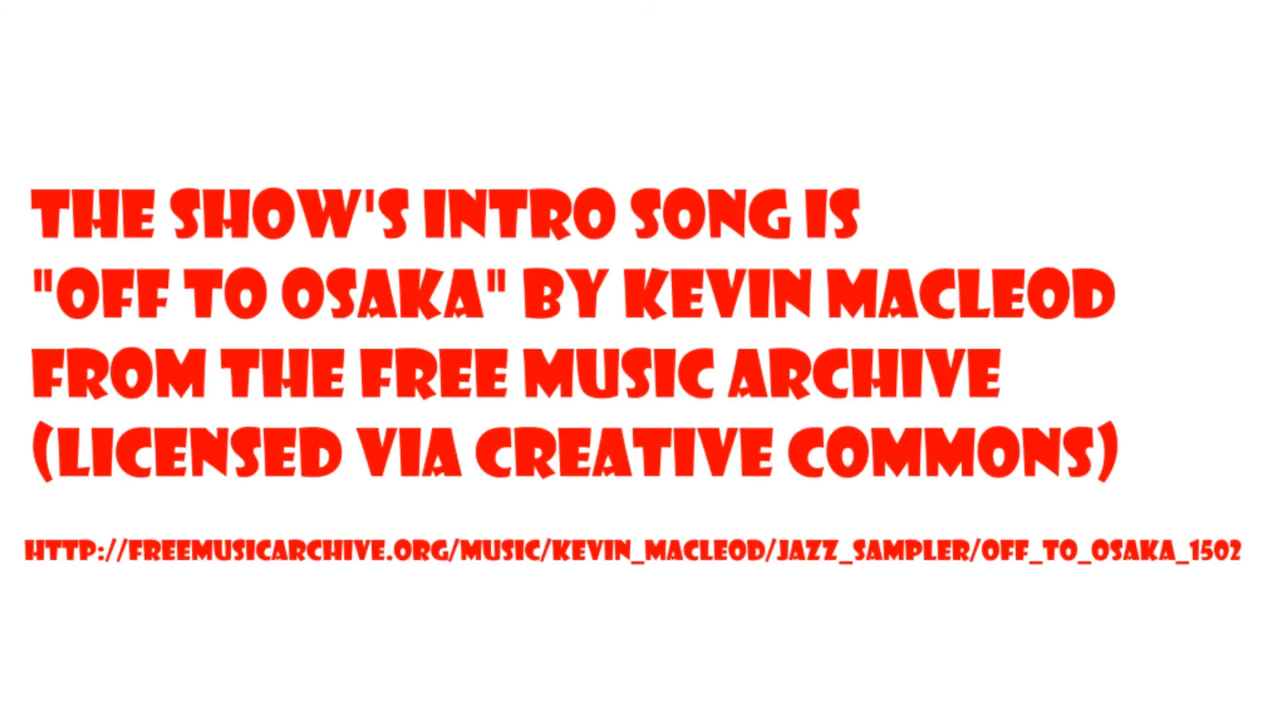 THE SHOW'S INTRO SONG IS
"OFF TO OSAKA" BY KEVIN MACLEOD
FROM THE FREE MUSIC ARCHIVE
(LICENSED VIA CREATIVE COMMONS)
HTTP://FREEMUSICARCHIVE.ORG/MUSIC/KEVIN_MACLEOD/JAZZ_SAMPLER/OFF_TO_OSAKA_1502